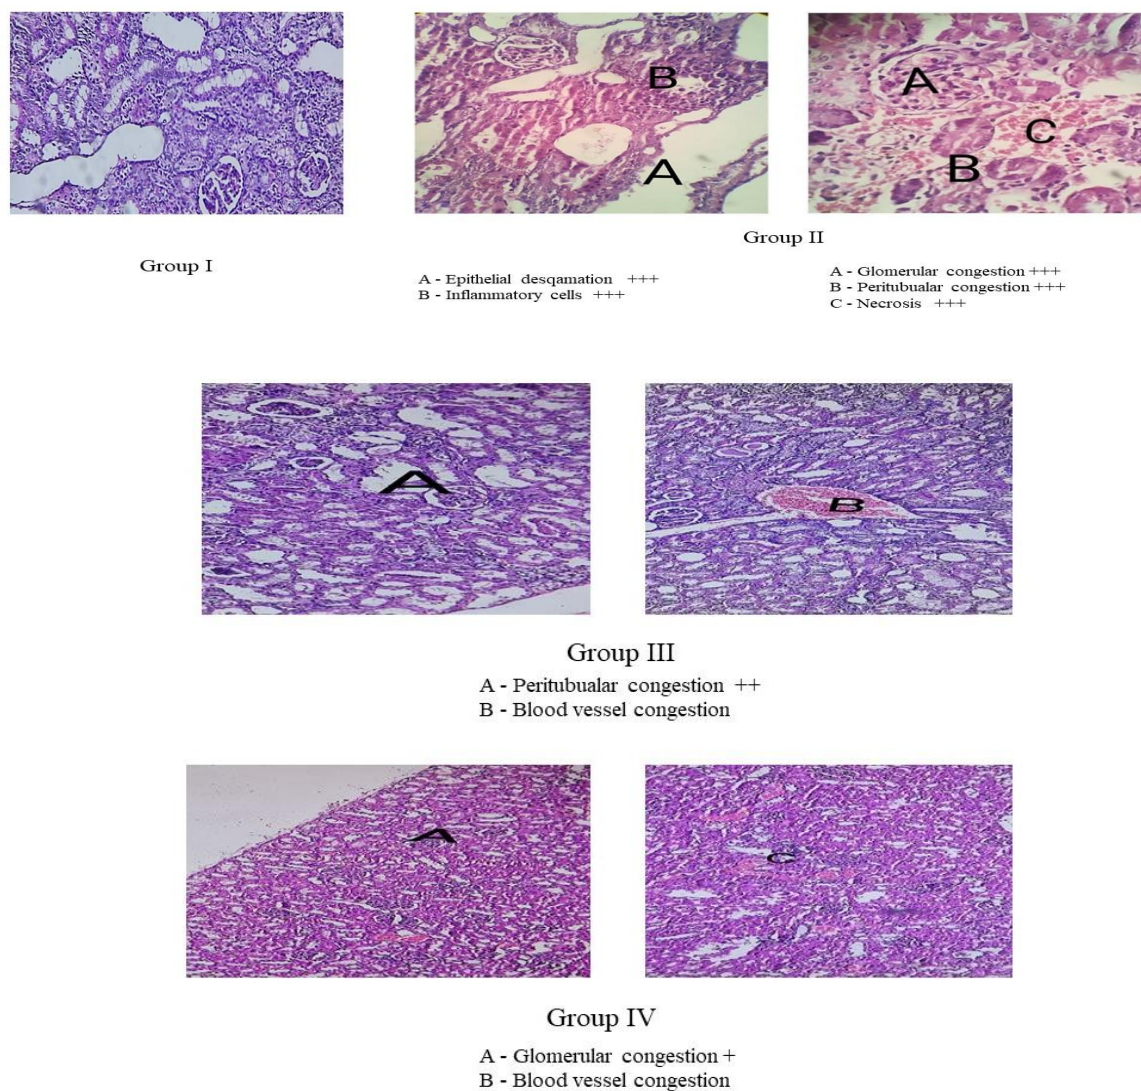 B
A
A
C
B
Group I
Group II
A - Epithelial desqamation +++
B - Inflammatory cells +++
A - Glomerular congestion +++
B - Peritubualar congestion +++
C - Necrosis +++
A
B
Group III
A - Peritubualar congestion ++
B - Blood vessel congestion
A
C
Group IV
A - Glomerular congestion +
B - Blood vessel congestion